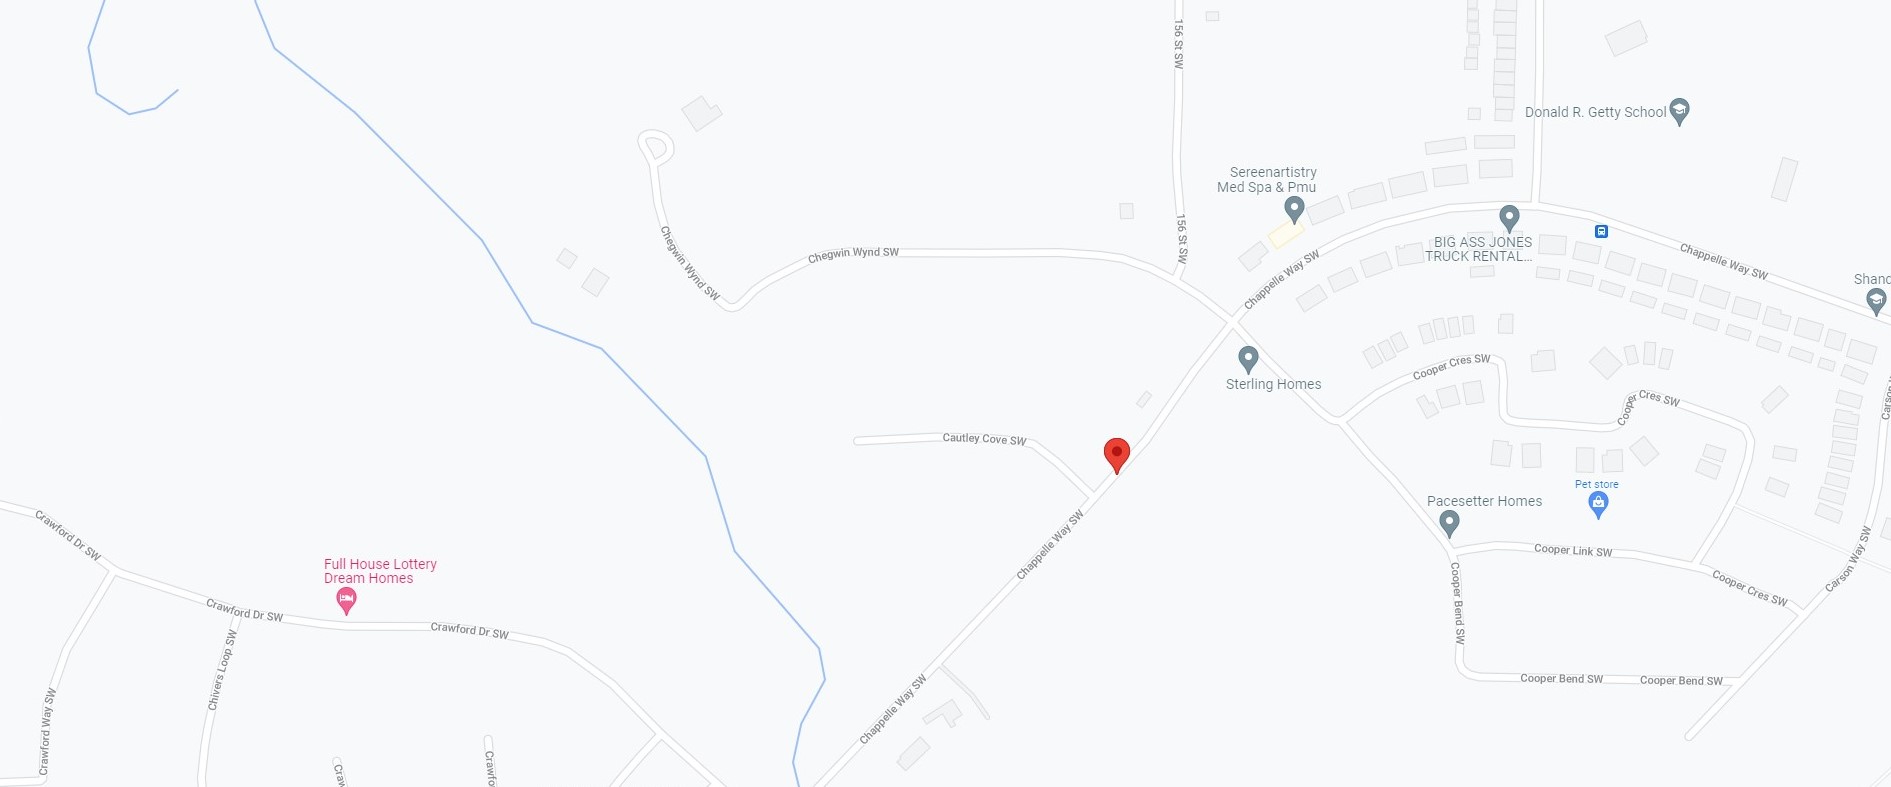 156 St SW
Donald R. Getty School
Sereenartistry
Med Spa & Pmu
156 St SW
Chegwin Wynd SW
Chegwin Wynd SW
Chappelle Way SW
BIG ASS JONES
TRUCK RENTAL...
Chappelle Way SW
Shand
Sterling Homes
Cooper Cres SW
Cooper Cres SW
Carson
Cautley Cove SW
Pet store
Pacesetter Homes
Crawford Dr SW
Chappelle Way SW
Cooper Link SW
Cooper Cres SW
Carson Way SW
Full House Lottery
Dream Homes
Crawford Dr SW
Crawford Dr SW
Cooper Bend SW
Chivers Loop SW
Cooper Bend SW
Cooper Bend SW
Crawford Way SW
Chappelle Way SW
Craw
Crawfo